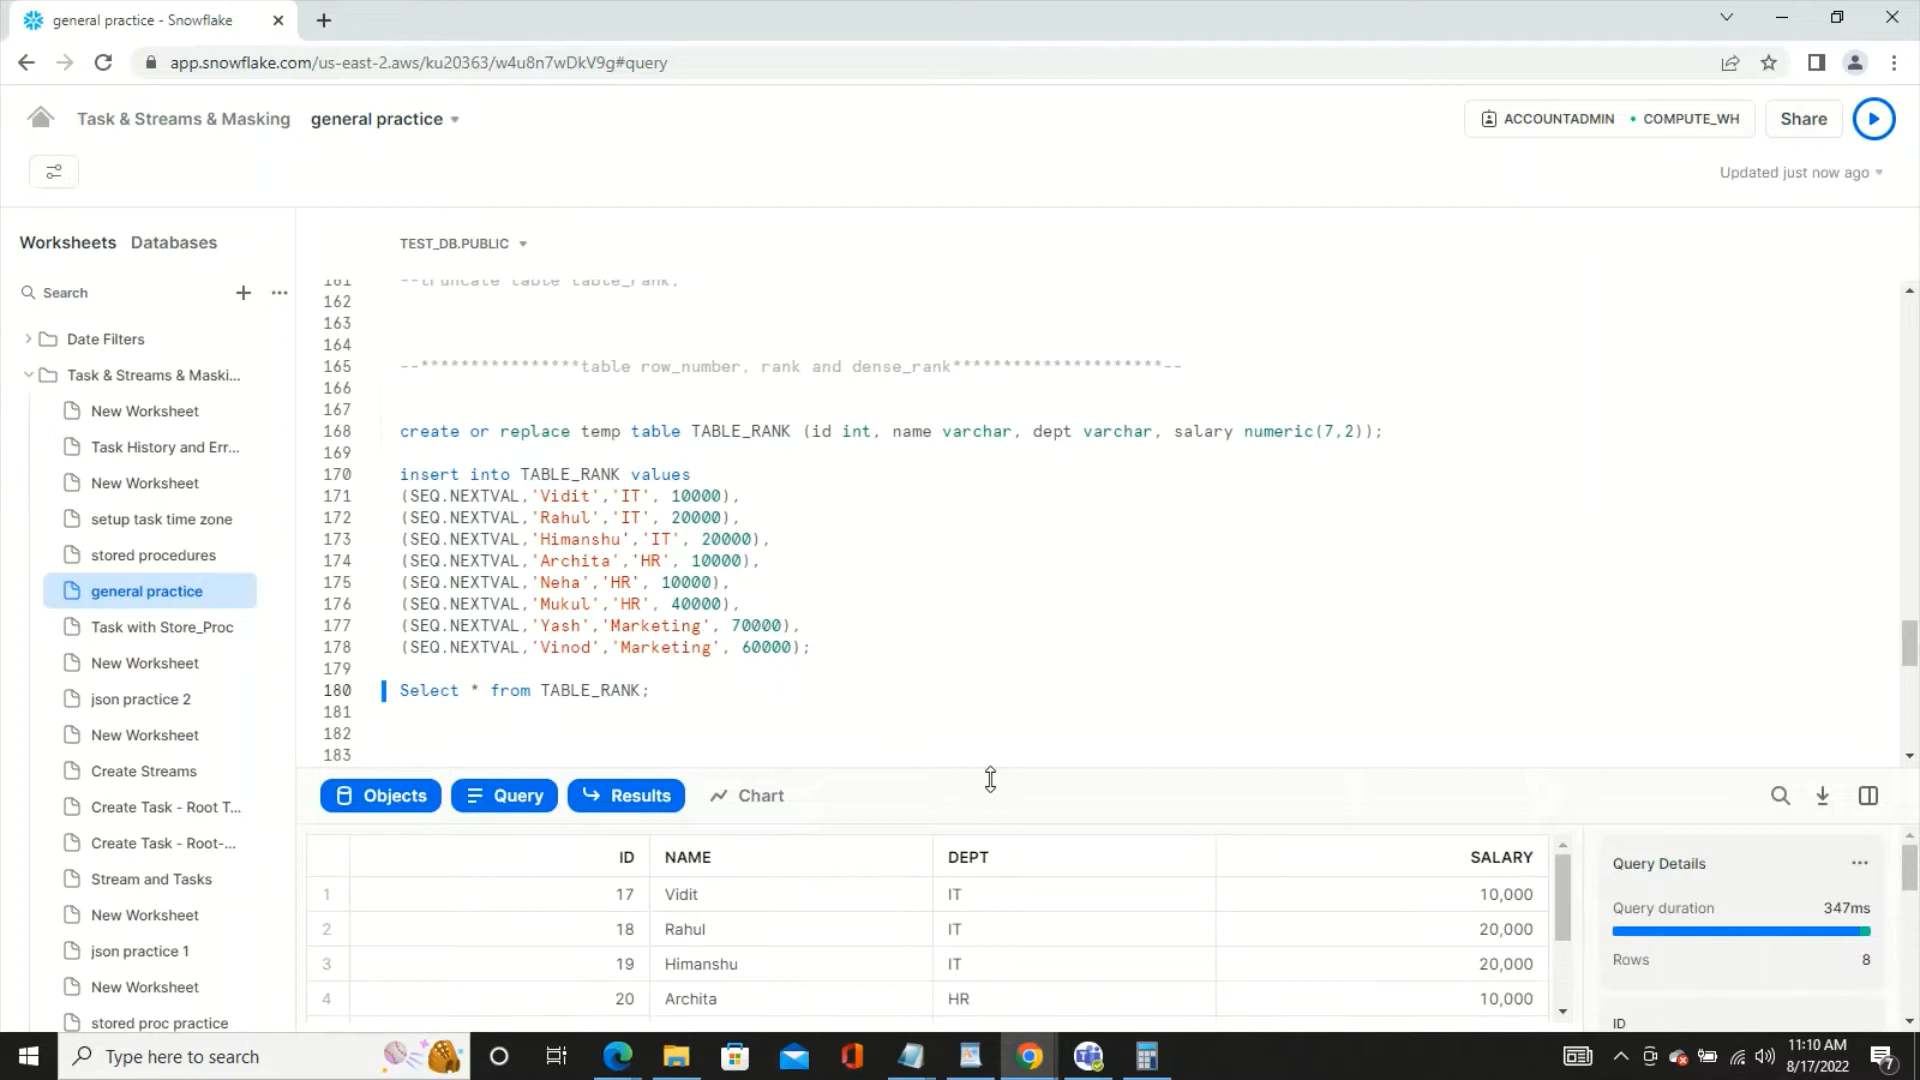 general practice - Snowflake
app.snowflake.com/us-east-2.aws/ku20363/w4u8n7wDkV9g#query
Task & Streams & Masking general practice
ACCOUNTADMIN • COMPUTE_WH
Share
Updated just now ago
Worksheets Databases
Search
Date Filters
Task & Streams & Maski...
New Worksheet
Task History and Err...
New Worksheet
setup task time zone
stored procedures
general practice
Task with Store_Proc
New Worksheet
json practice 2
New Worksheet
Create Streams
Create Task - Root T...
Create Task - Root-...
Stream and Tasks
New Worksheet
json practice 1
New Worksheet
stored proc practice
TEST_DB.PUBLIC
161 --truncate table table_rank;
162
163
164
165 --****************table row_number, rank and dense_rank*********************--
166
167
168 create or replace temp table TABLE_RANK (id int, name varchar, dept varchar, salary numeric(7,2));
169
170 insert into TABLE_RANK values
171 (SEQ.NEXTVAL,'Vidit','IT', 10000),
172 (SEQ.NEXTVAL,'Rahul','IT', 20000),
173 (SEQ.NEXTVAL,'Himanshu','IT', 20000),
174 (SEQ.NEXTVAL,'Archita','HR', 10000),
175 (SEQ.NEXTVAL,'Neha','HR', 10000),
176 (SEQ.NEXTVAL,'Mukul','HR', 40000),
177 (SEQ.NEXTVAL,'Yash','Marketing', 70000),
178 (SEQ.NEXTVAL,'Vinod','Marketing', 60000);
179
180 Select * from TABLE_RANK;
181
182
183
Objects Query Results Chart
ID NAME DEPT SALARY
1 17 Vidit IT 10,000
2 18 Rahul IT 20,000
3 19 Himanshu IT 20,000
4 20 Archita HR 10,000
Query Details
Query duration 347ms
Rows 8
ID
Type here to search
11:10 AM
8/17/2022
7